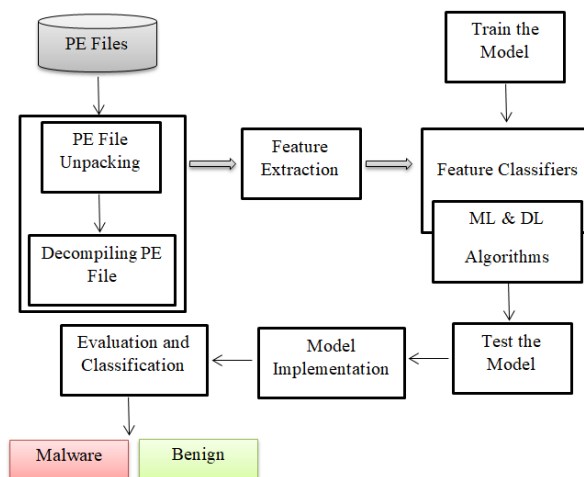 PE Files
Train the
Model
PE File
Unpacking
Feature
Extraction
Feature Classifiers
ML & DL
Algorithms
Decompiling PE
File
Evaluation and
Classification
Model
Implementation
Test the
Model
Malware
Benign